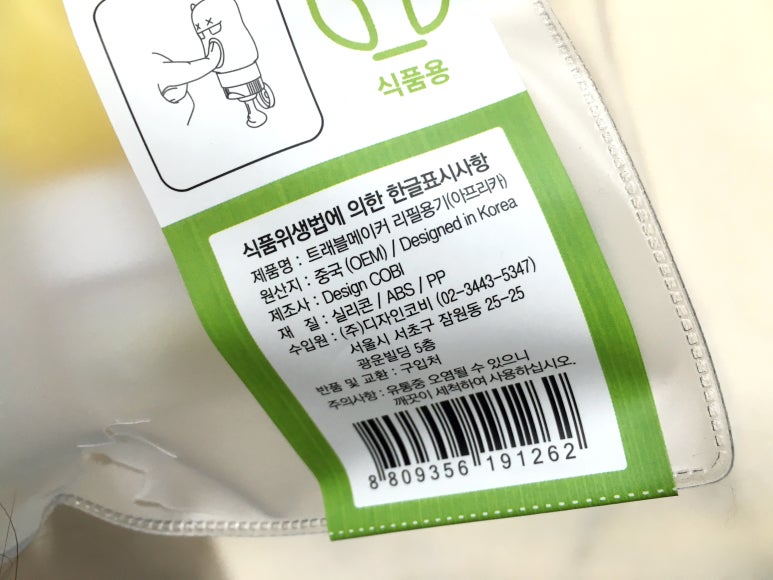 식품용
식품위생법에 의한 한글표시사항
제품명 : 트래블메이커 리필용기(아프리카)
원산지 : 중국 (OEM) / Designed in Korea
제조사 : Design COBI
재 질 : 실리콘 / ABS / PP
수입원 : (주)디자인코비 (02-3443-5347)
서울시 서초구 잠원동 25-25
광운빌딩 5층
반품 및 교환 : 구입처
주의사항 : 유통중 오염될 수 있으니
깨끗이 세척하여 사용하십시오.
8 809356 191262